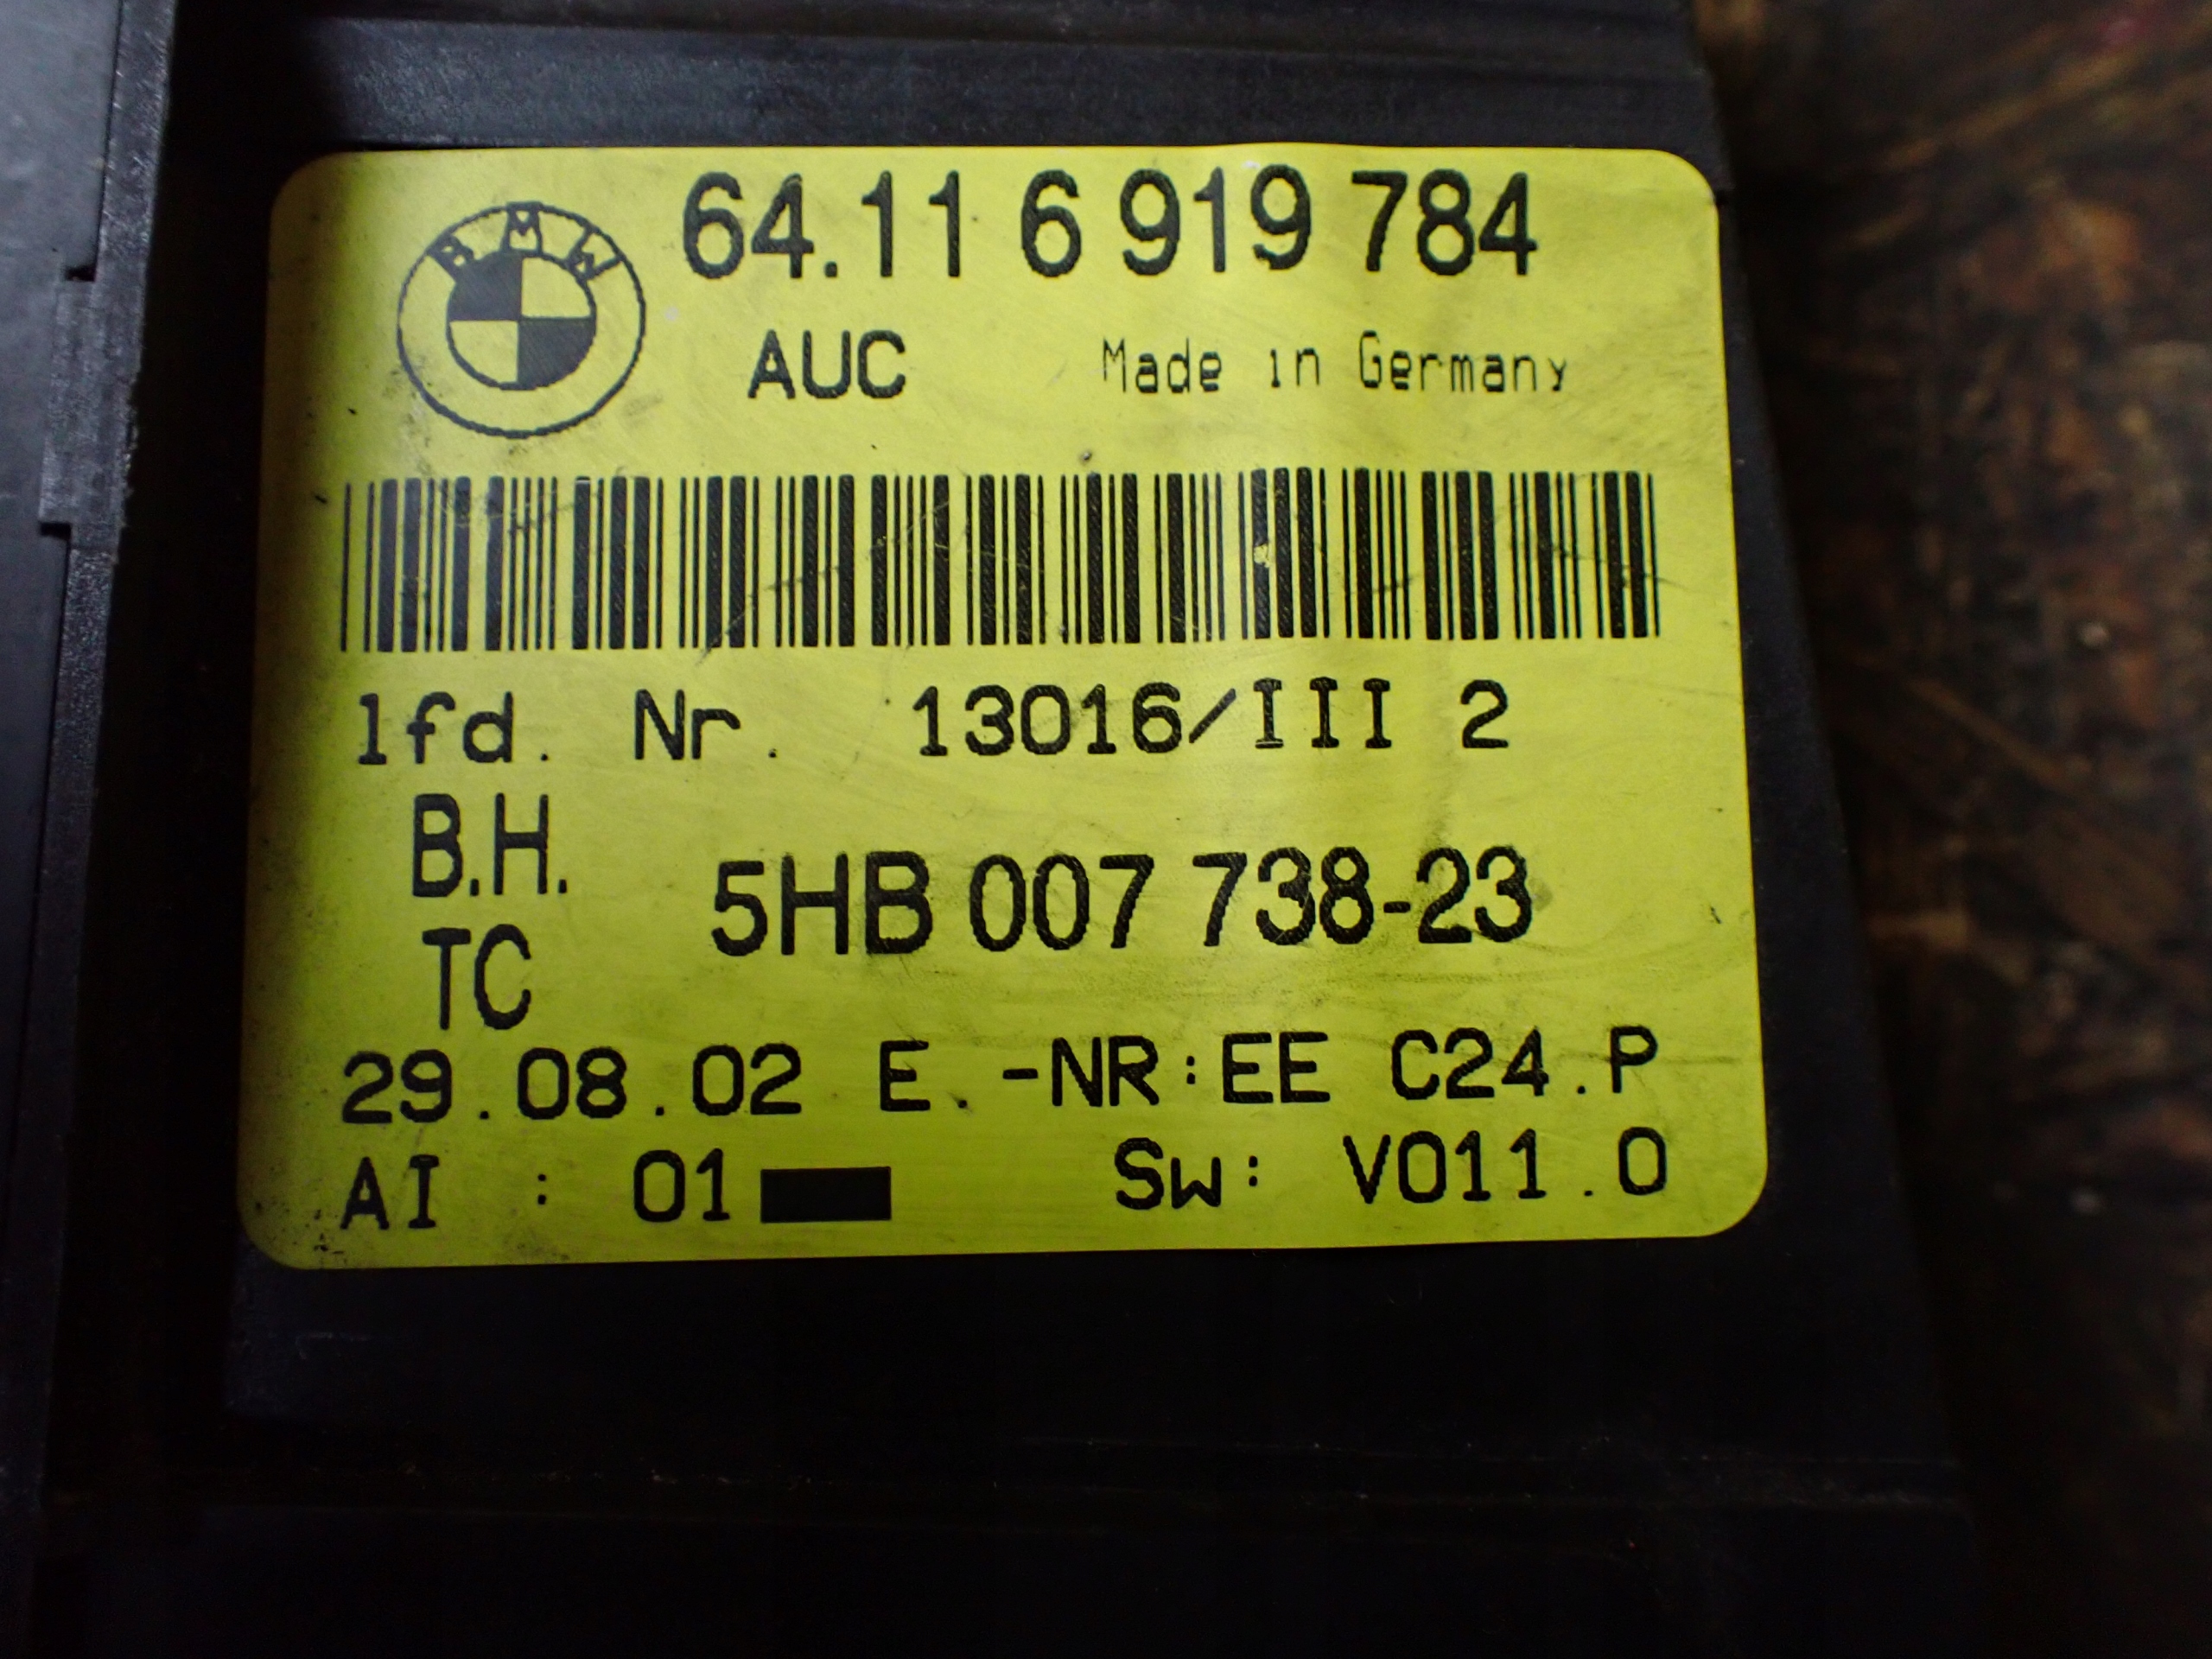 BMW
64.11 6 919 784
AUC Made in Germany
lfd. Nr. 13016/III 2
B.H.
5HB 007 738-23
TC
29.08.02 E.-NR:EE C24.P
AI : 01 Sw: V011.0